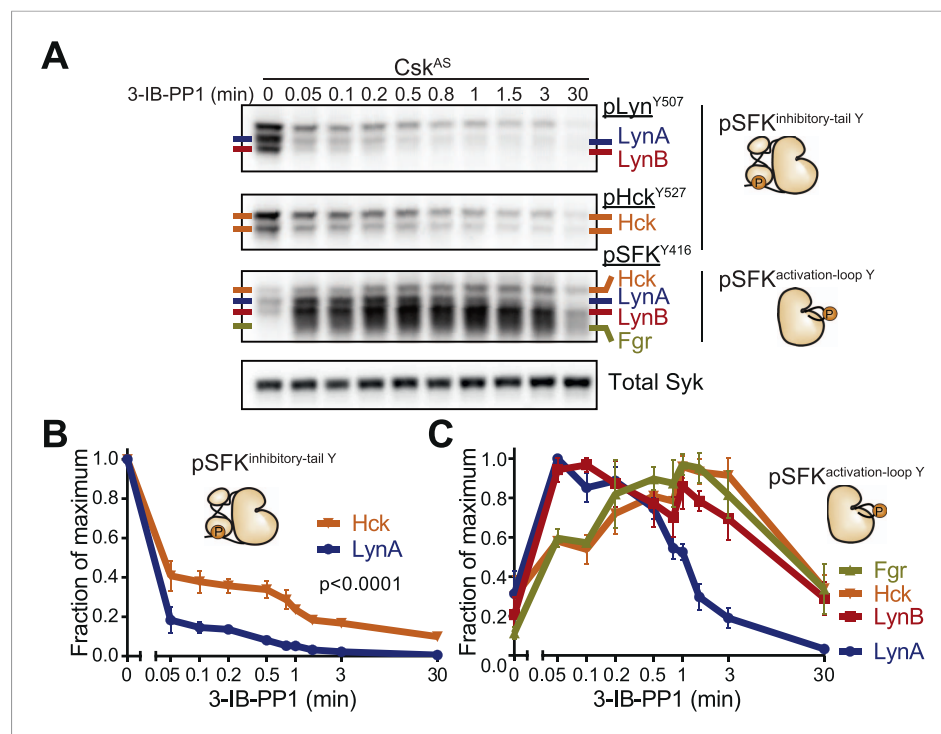 A
Csk^AS
3-IB-PP1 (min) 0 0.05 0.1 0.2 0.5 0.8 1 1.5 3 30
pLyn^Y507
LynA
LynB
pSFK^inhibitory-tail Y
P
pHck^Y527
Hck
pSFK^Y416
Hck
LynA
LynB
Fgr
pSFK^activation-loop Y
P
Total Syk
B
pSFK^inhibitory-tail Y
P
Hck
LynA
p<0.0001
Fraction of maximum
1.0
0.8
0.6
0.4
0.2
0.0
0 0.05 0.1 0.2 0.5 1 3 30
3-IB-PP1 (min)
C
pSFK^activation-loop Y
P
Fgr
Hck
LynB
LynA
Fraction of maximum
1.0
0.8
0.6
0.4
0.2
0.0
0 0.05 0.1 0.2 0.5 1 3 30
3-IB-PP1 (min)